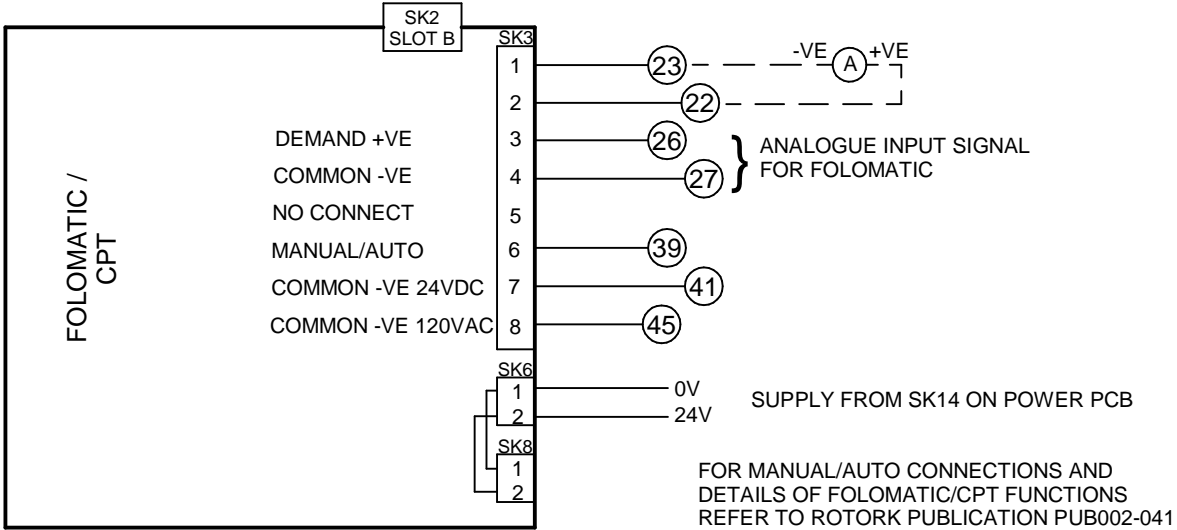 SK2
SLOT B
SK3
1
23
-VE
A
+VE
2
22
DEMAND +VE
3
26
COMMON -VE
4
27
}
ANALOGUE INPUT SIGNAL
FOR FOLOMATIC
NO CONNECT
5
MANUAL/AUTO
6
39
COMMON -VE 24VDC
7
41
COMMON -VE 120VAC
8
45
FOLOMATIC /
CPT
SK6
1
0V
2
24V
SUPPLY FROM SK14 ON POWER PCB
SK8
1
2
FOR MANUAL/AUTO CONNECTIONS AND
DETAILS OF FOLOMATIC/CPT FUNCTIONS
REFER TO ROTORK PUBLICATION PUB002-041